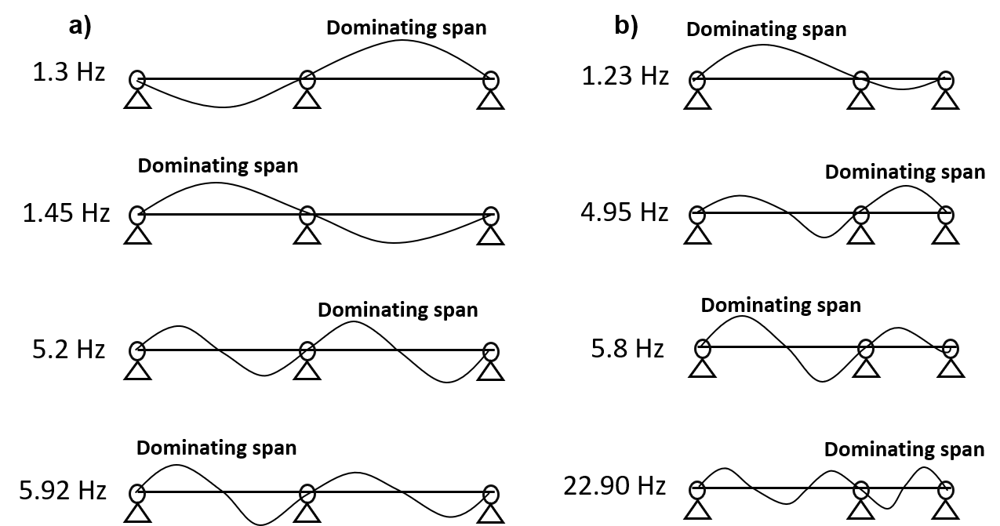 a)
Dominating span
1.3 Hz
Dominating span
1.45 Hz
Dominating span
5.2 Hz
Dominating span
5.92 Hz
b)
Dominating span
1.23 Hz
Dominating span
4.95 Hz
Dominating span
5.8 Hz
Dominating span
22.90 Hz